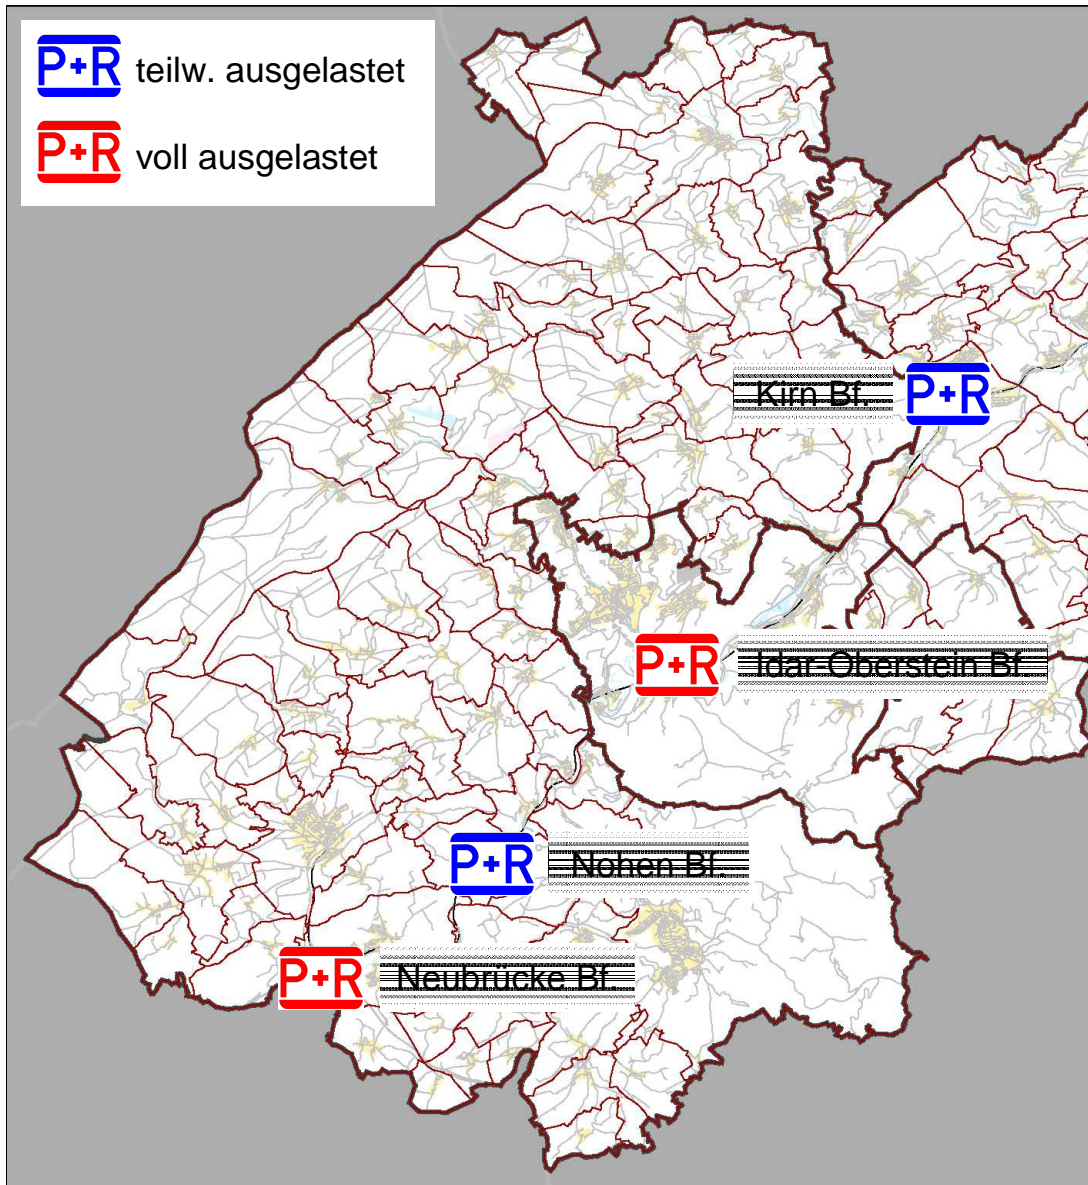 P+R teilw. ausgelastet
P+R voll ausgelastet
Kirn Bf. P+R
P+R Idar-Oberstein Bf.
P+R Nohen Bf.
P+R Neubrücke Bf.